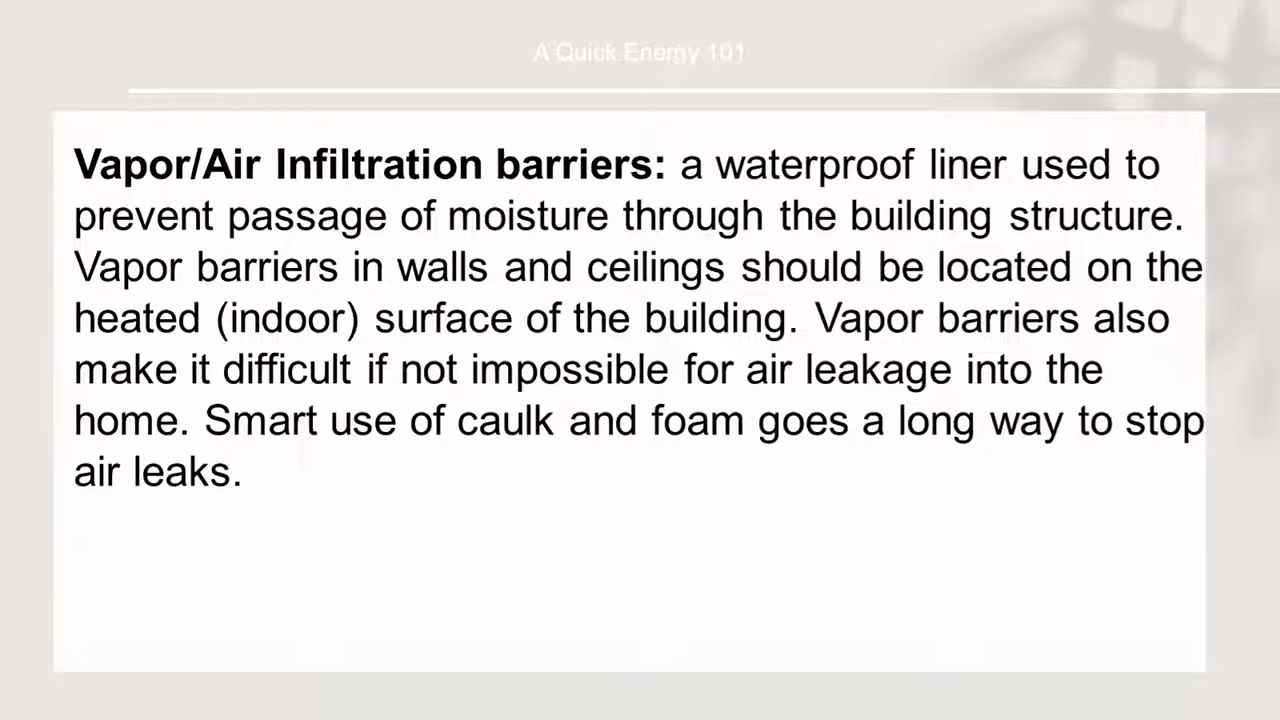 A Quick Energy 101
Vapor/Air Infiltration barriers: a waterproof liner used to
prevent passage of moisture through the building structure.
Vapor barriers in walls and ceilings should be located on the
heated (indoor) surface of the building. Vapor barriers also
make it difficult if not impossible for air leakage into the
home. Smart use of caulk and foam goes a long way to stop
air leaks.